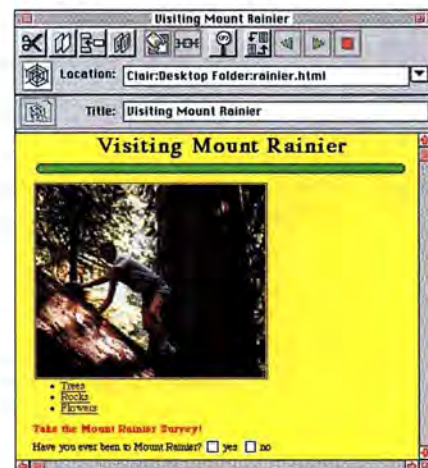 Visiting Mount Rainier
Location: Clair:Desktop Folder:rainier.html
Title: Visiting Mount Rainier
Visiting Mount Rainier
Trees
Rocks
Flowers
Take the Mount Rainier Survey!
Have you ever been to Mount Rainier? yes no